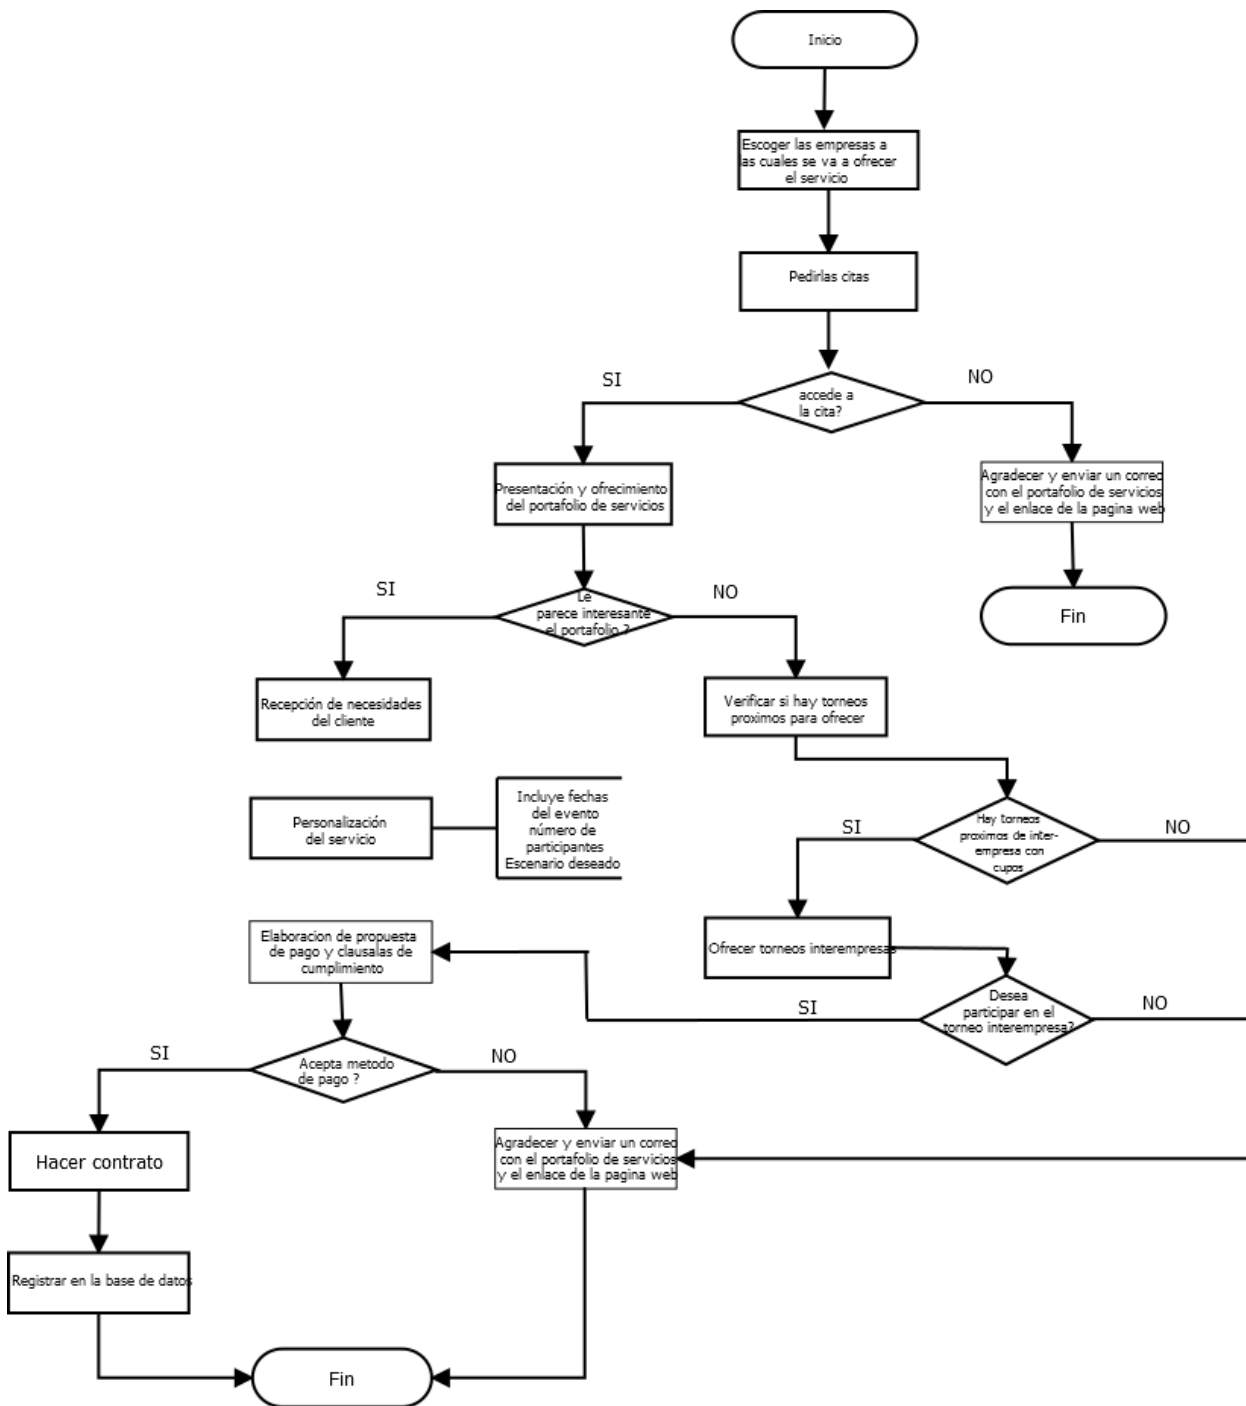 Inicio
Escoger las empresas a
las cuales se va a ofrecer
el servicio
Pedirlas citas
SI
NO
accede a
la cita?
Presentación y ofrecimiento
del portafolio de servicios
Agradecer y enviar un correo
con el portafolio de servicios
y el enlace de la pagina web
SI
NO
Le
parece interesante
el portafolio ?
Fin
Recepción de necesidades
del cliente
Verificar si hay torneos
proximos para ofrecer
Incluye fechas
del evento
número de
participantes
Escenario deseado
Personalización
del servicio
SI
NO
Hay torneos
proximos de inter-
empresa con
cupos
Elaboracion de propuesta
de pago y clausalas de
cumplimiento
Ofrecer torneos interempresas
Desea
participar en el
torneo interempresa?
SI
NO
SI
NO
Acepta metodo
de pago ?
Hacer contrato
Agradecer y enviar un correo
con el portafolio de servicios
y el enlace de la pagina web
Registrar en la base de datos
Fin